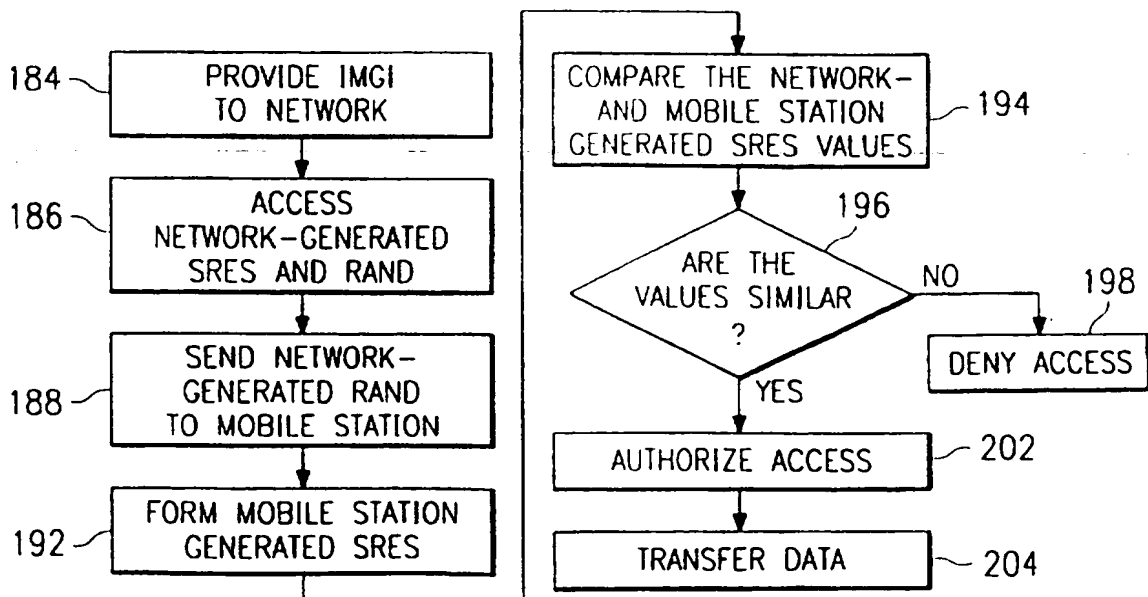 184
PROVIDE IMGI
TO NETWORK
186
ACCESS
NETWORK-GENERATED
SRES AND RAND
188
SEND NETWORK-
GENERATED RAND
TO MOBILE STATION
192
FORM MOBILE STATION
GENERATED SRES
COMPARE THE NETWORK-
AND MOBILE STATION
GENERATED SRES VALUES
194
196
ARE THE
VALUES SIMILAR
?
NO
198
DENY ACCESS
YES
AUTHORIZE ACCESS
202
TRANSFER DATA
204